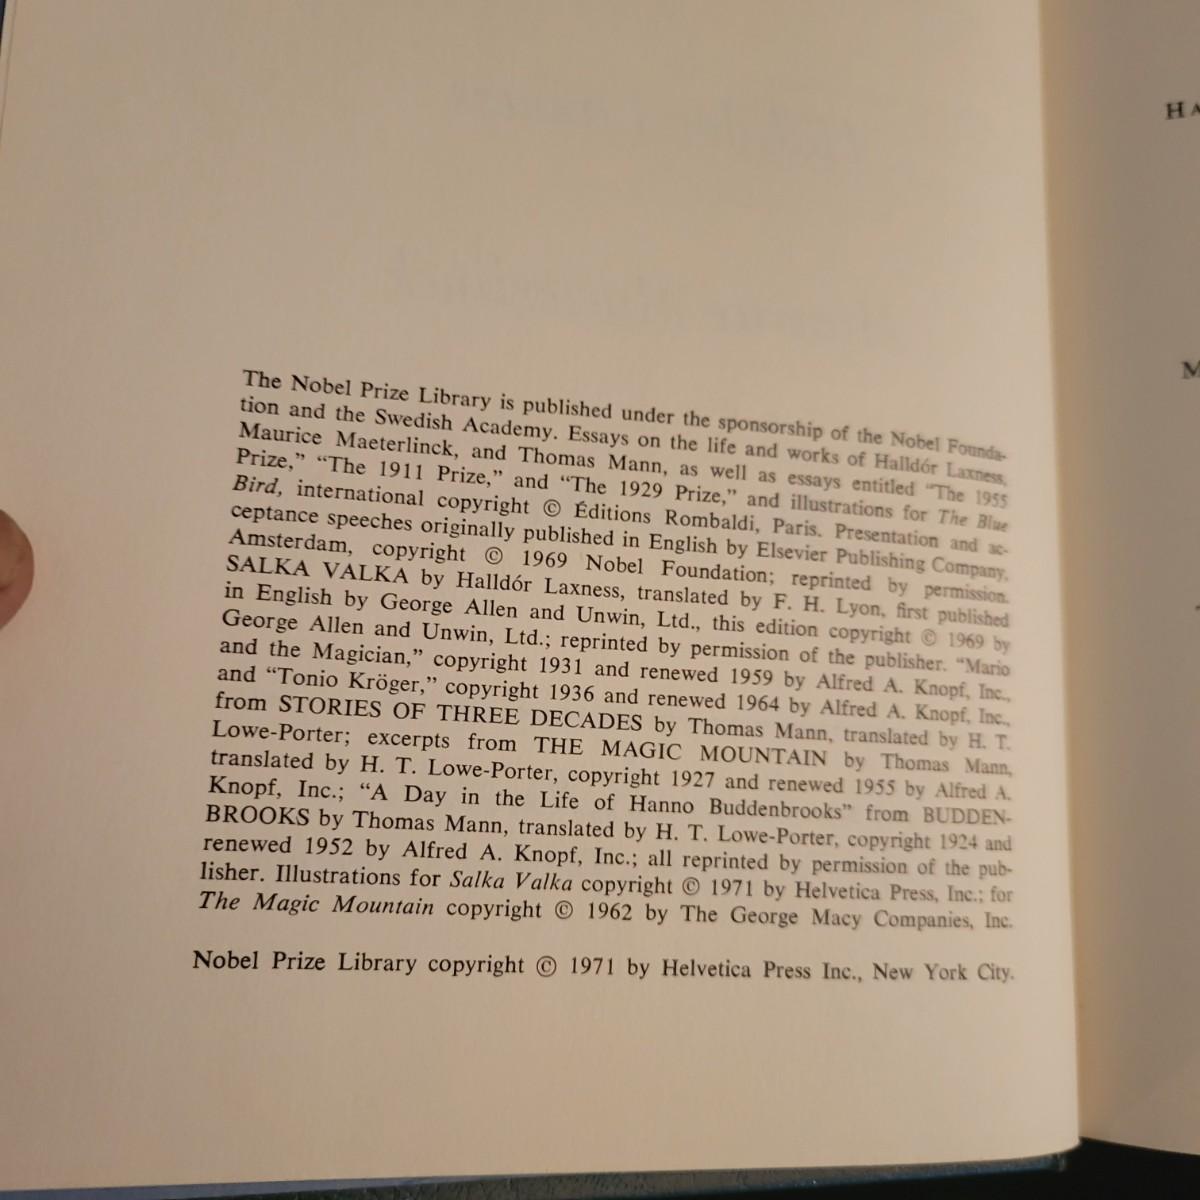 The Nobel Prize Library is published under the sponsorship of the Nobel Founda-
tion and the Swedish Academy. Essays on the life and works of Halldór Laxness,
Maurice Maeterlinck, and Thomas Mann, as well as essays entitled “The 1955
Prize,” “The 1911 Prize,” and “The 1929 Prize,” and illustrations for The Blue
Bird, international copyright © Éditions Rombaldi, Paris. Presentation and ac-
ceptance speeches originally published in English by Elsevier Publishing Company,
Amsterdam, copyright © 1969 Nobel Foundation; reprinted by permission.
SALKA VALKA by Halldór Laxness, translated by F. H. Lyon, first published
in English by George Allen and Unwin, Ltd., this edition copyright © 1969 by
George Allen and Unwin, Ltd.; reprinted by permission of the publisher. “Mario
and the Magician,” copyright 1931 and renewed 1959 by Alfred A. Knopf, Inc.,
and “Tonio Kröger,” copyright 1936 and renewed 1964 by Alfred A. Knopf, Inc.,
from STORIES OF THREE DECADES by Thomas Mann, translated by H. T.
Lowe-Porter; excerpts from THE MAGIC MOUNTAIN by Thomas Mann,
translated by H. T. Lowe-Porter, copyright 1927 and renewed 1955 by Alfred A.
Knopf, Inc.; “A Day in the Life of Hanno Buddenbrooks” from BUDDEN-
BROOKS by Thomas Mann, translated by H. T. Lowe-Porter, copyright 1924 and
renewed 1952 by Alfred A. Knopf, Inc.; all reprinted by permission of the pub-
lisher. Illustrations for Salka Valka copyright © 1971 by Helvetica Press, Inc.; for
The Magic Mountain copyright © 1962 by The George Macy Companies, Inc.
Nobel Prize Library copyright © 1971 by Helvetica Press Inc., New York City.